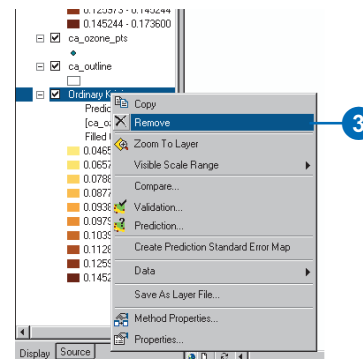 0.125973 - 0.145244
0.145244 - 0.173600
ca_ozone_pts
ca_outline
Ordinary
Predic
[ca_oz
Filled
0.0465
0.0657
0.0788
0.0877
0.0938
0.0979
0.1039
0.1128
0.1259
0.1452
Copy
Remove
Zoom To Layer
Visible Scale Range
Compare...
Validation...
Prediction...
Create Prediction Standard Error Map
Data
Save As Layer File...
Method Properties...
Properties...
3
Display
Source